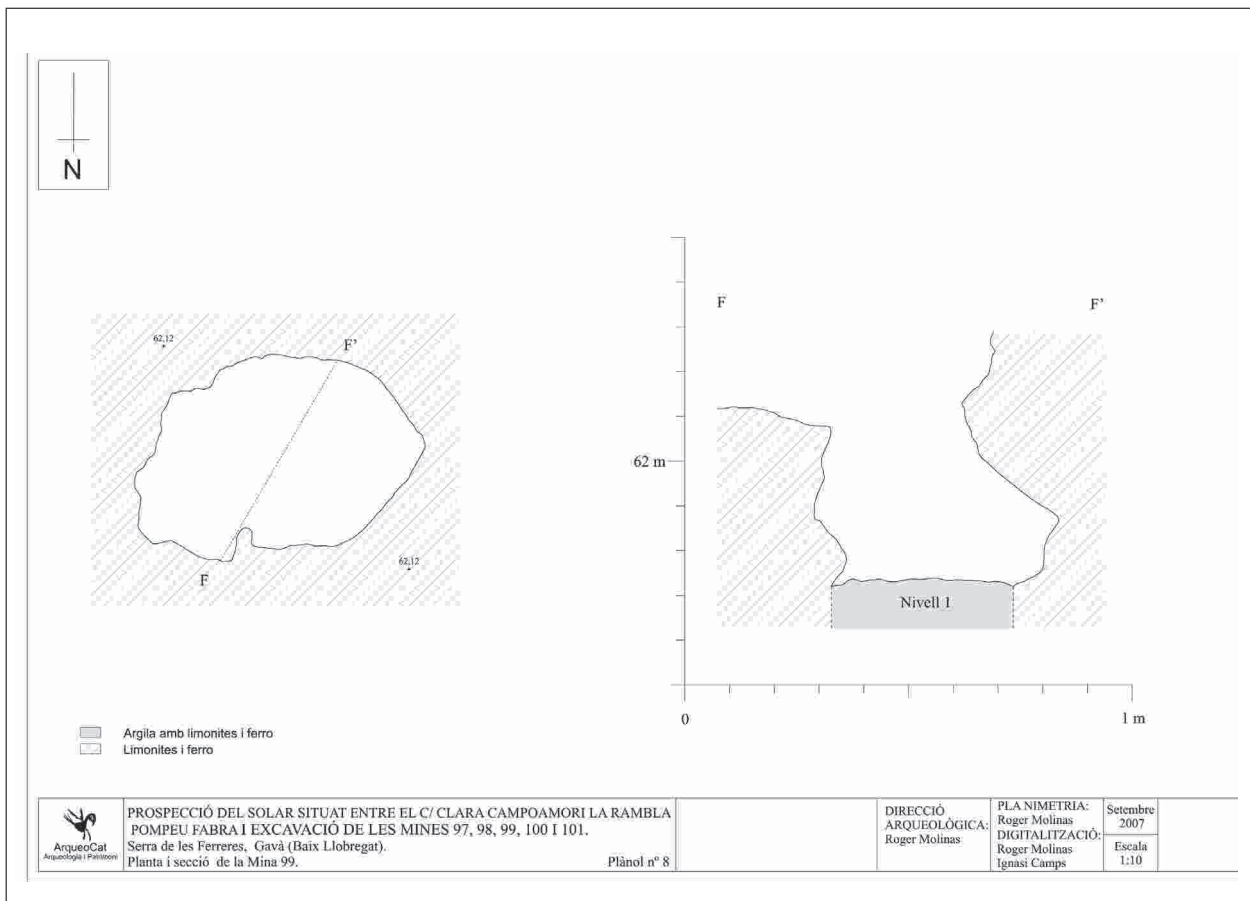 N
62,12
F'
F
62,12
F
F'
62 m
Nivell 1
0
1 m
Argila amb limonites i ferro
Limonites i ferro
ArqueoCat
Arqueologia i Patrimoni
PROSPECCIÓ DEL SOLAR SITUAT ENTRE EL C/ CLARA CAMPOAMORI LA RAMBLA
POMPEU FABRA I EXCAVACIÓ DE LES MINES 97, 98, 99, 100 I 101.
Serra de les Ferreres, Gavà (Baix Llobregat).
Planta i secció de la Mina 99.
Plànol nº 8
DIRECCIÓ
ARQUEOLÒGICA:
Roger Molinas
PLA NIMETRIA:
Roger Molinas
DIGITALITZACIÓ:
Roger Molinas
Ignasi Camps
Setembre
2007
Escala
1:10